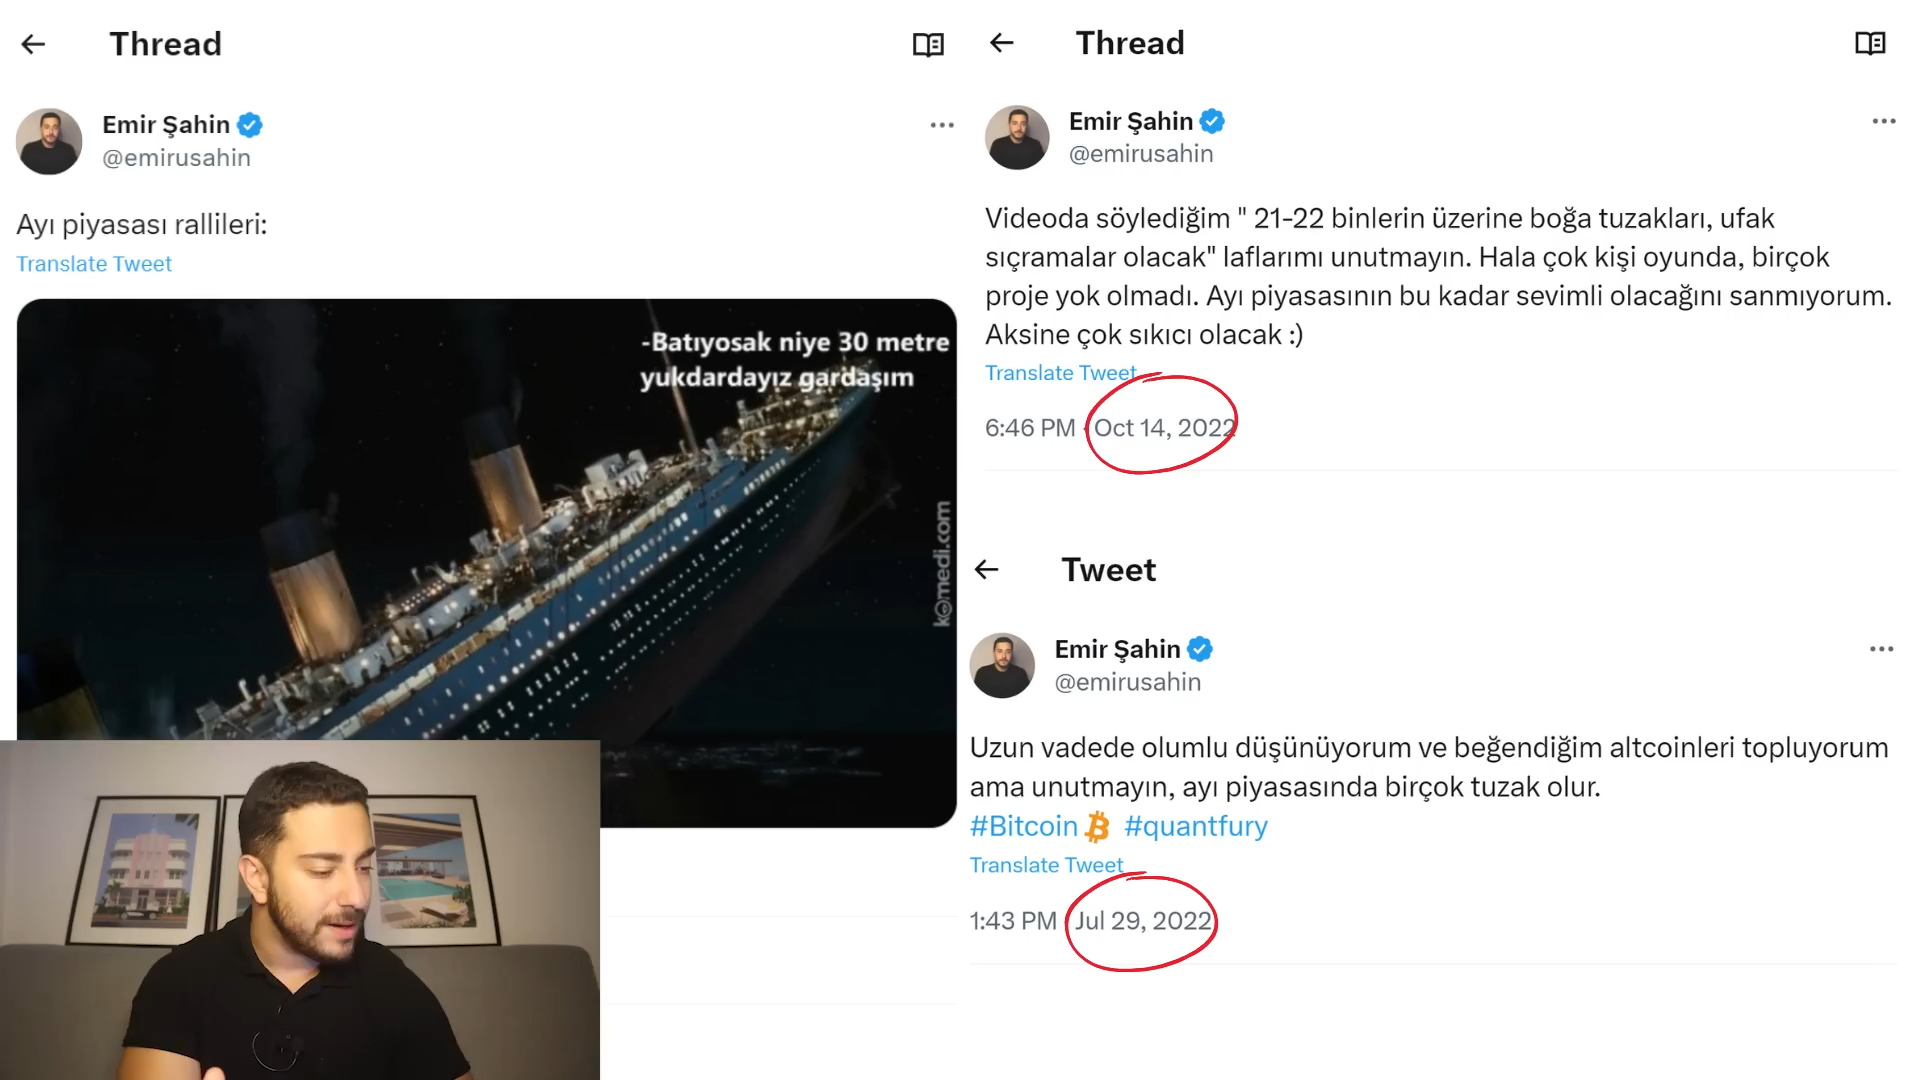 Thread
Emir Şahin
@emirusahin
Ayı piyasası rallileri:
Translate Tweet
-Batıyosak niye 30 metre
yukdardayız gardaşım
komedi.com
Thread
Emir Şahin
@emirusahin
Videoda söylediğim " 21-22 binlerin üzerine boğa tuzakları, ufak
sıçramalar olacak" laflarımı unutmayın. Hala çok kişi oyunda, birçok
proje yok olmadı. Ayı piyasasının bu kadar sevimli olacağını sanmıyorum.
Aksine çok sıkıcı olacak :)
Translate Tweet
6:46 PM · Oct 14, 2022
Tweet
Emir Şahin
@emirusahin
Uzun vadede olumlu düşünüyorum ve beğendiğim altcoinleri topluyorum
ama unutmayın, ayı piyasasında birçok tuzak olur.
#Bitcoin #quantfury
Translate Tweet
1:43 PM · Jul 29, 2022